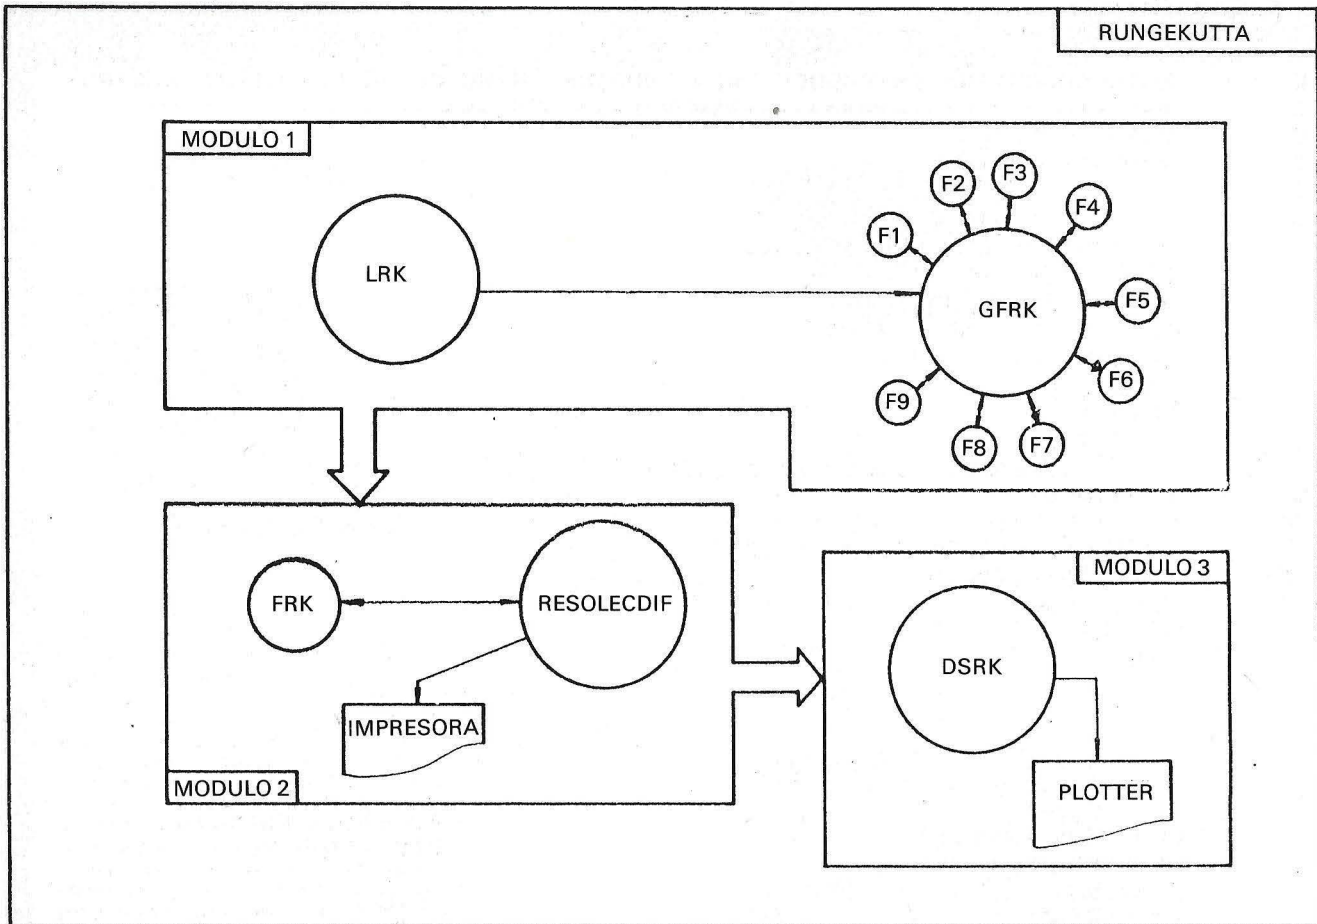 RUNGEKUTTA
MODULO 1
LRK
GFRK
F1
F2
F3
F4
F5
F6
F7
F8
F9
FRK
RESOLECDIF
IMPRESORA
MODULO 2
MODULO 3
DSRK
PLOTTER